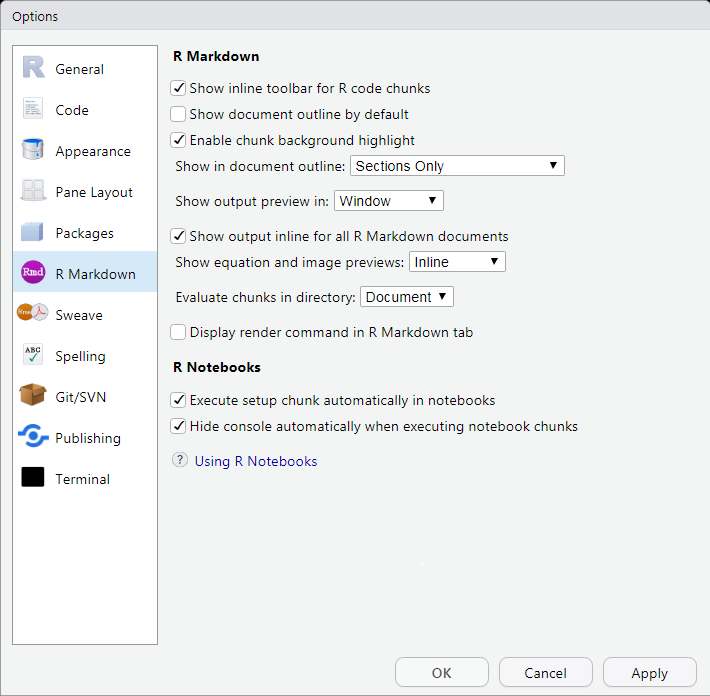 Options
General
Code
Appearance
Pane Layout
Packages
Rmd
R Markdown
Sweave
ABC
Spelling
Git/SVN
Publishing
Terminal
R Markdown
Show inline toolbar for R code chunks
Show document outline by default
Enable chunk background highlight
Show in document outline: Sections Only
Show output preview in: Window
Show output inline for all R Markdown documents
Show equation and image previews: Inline
Evaluate chunks in directory: Document
Display render command in R Markdown tab
R Notebooks
Execute setup chunk automatically in notebooks
Hide console automatically when executing notebook chunks
? Using R Notebooks
OK Cancel Apply